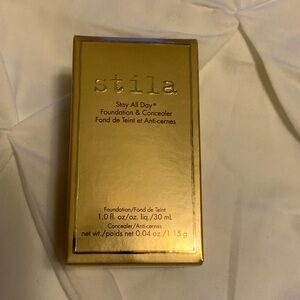 stila
Stay All Day®
Foundation & Concealer
Fond de Teint et Anti-cernes
Foundation/Fond de Teint
1.0 fl. oz/oz. liq./30 ml
Concealer/Anti-cernes
net wt./poids net 0.04 oz./1.15 g